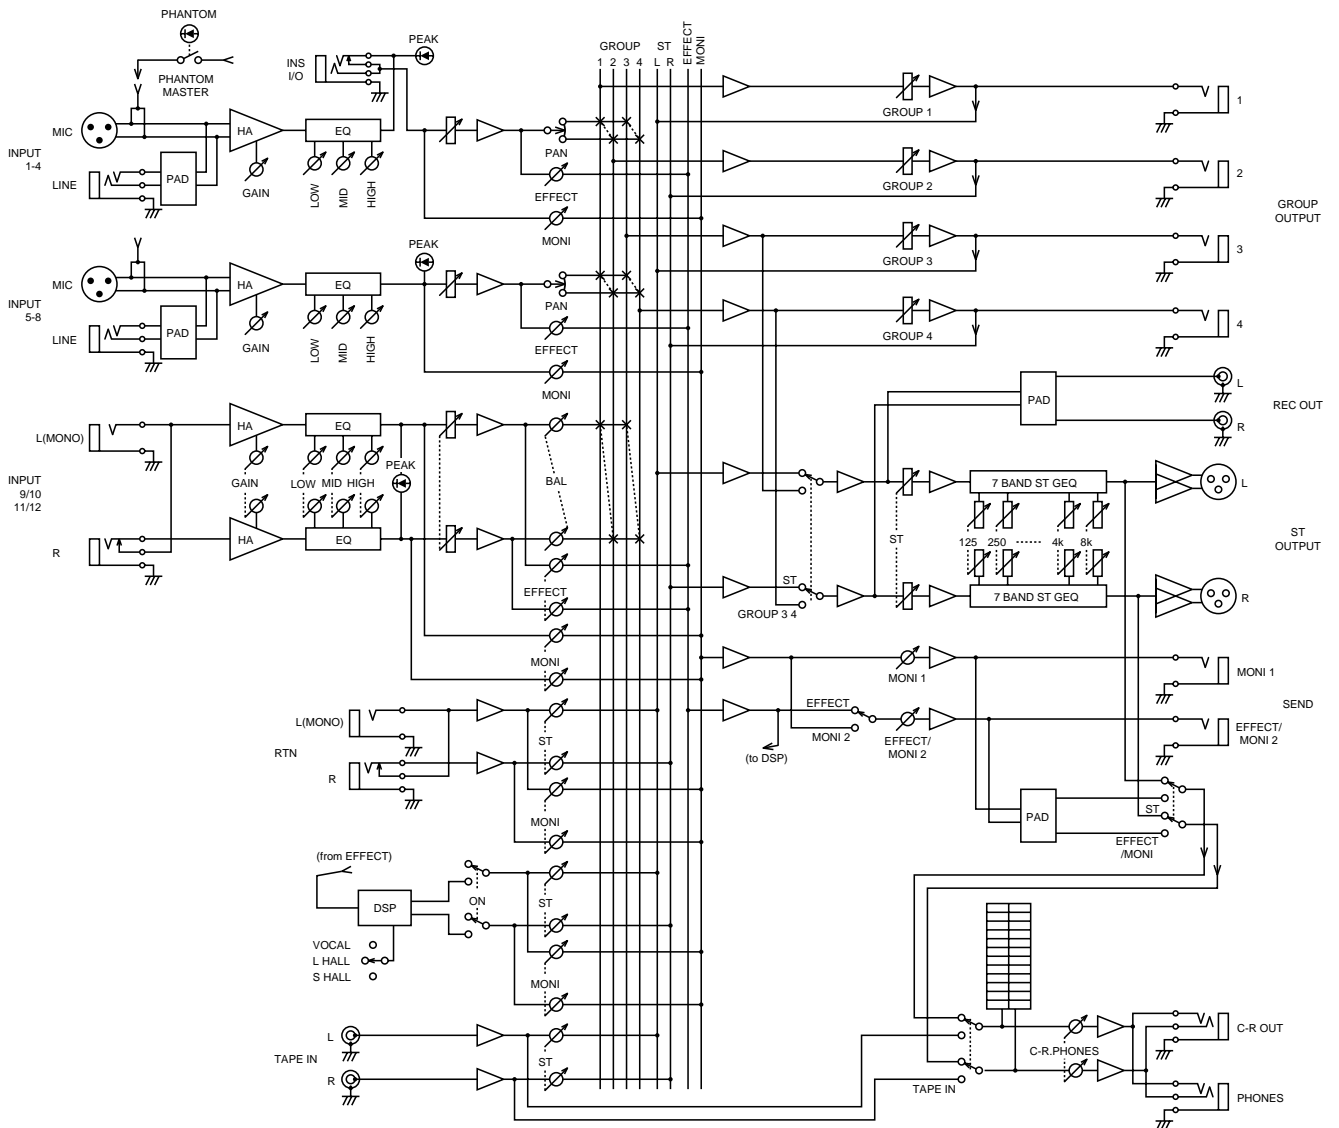 PHANTOM
PHANTOM
MASTER
INS
I/O
PEAK
GROUP
1 2 3 4
ST
L R
EFFECT
MONI
MIC
INPUT
1-4
LINE
PAD
HA
GAIN
EQ
LOW
MID
HIGH
PAN
EFFECT
MONI
GROUP 1
1
GROUP 2
2
GROUP 3
3
GROUP 4
4
GROUP
OUTPUT
MIC
INPUT
5-8
LINE
PAD
HA
GAIN
EQ
LOW
MID
HIGH
PEAK
PAN
EFFECT
MONI
PAD
L
R
REC OUT
L(MONO)
INPUT
9/10
11/12
R
HA
GAIN
HA
EQ
LOW MID HIGH
EQ
PEAK
BAL
EFFECT
MONI
ST
GROUP 3 4
ST
7 BAND ST GEQ
125 250 4k 8k
7 BAND ST GEQ
L
R
ST
OUTPUT
MONI 1
MONI 1
EFFECT
MONI 2
(to DSP)
EFFECT/
MONI 2
EFFECT/
MONI 2
SEND
L(MONO)
RTN
R
ST
MONI
PAD
ST
EFFECT
/MONI
(from EFFECT)
DSP
ON
VOCAL
L HALL
S HALL
ST
MONI
L
TAPE IN
R
ST
TAPE IN
C-R.PHONES
C-R OUT
PHONES